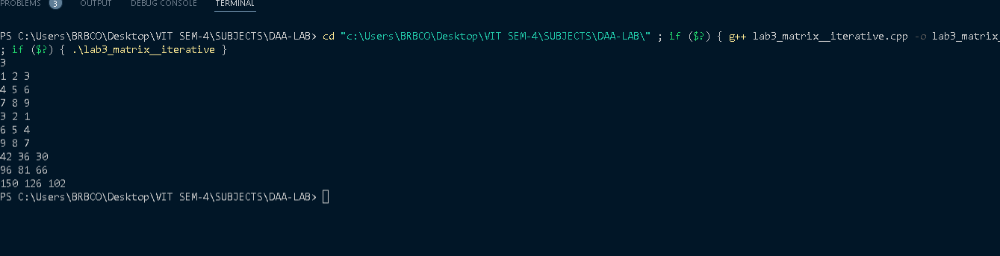 PROBLEMS 3 OUTPUT DEBUG CONSOLE TERMINAL
PS C:\Users\BRBCO\Desktop\VIT SEM-4\SUBJECTS\DAA-LAB> cd "c:\Users\BRBCO\Desktop\VIT SEM-4\SUBJECTS\DAA-LAB\" ; if ($?) { g++ lab3_matrix__iterative.cpp -o lab3_matrix_
; if ($?) { .\lab3_matrix__iterative }
3
1 2 3
4 5 6
7 8 9
3 2 1
6 5 4
9 8 7
42 36 30
96 81 66
150 126 102
PS C:\Users\BRBCO\Desktop\VIT SEM-4\SUBJECTS\DAA-LAB>